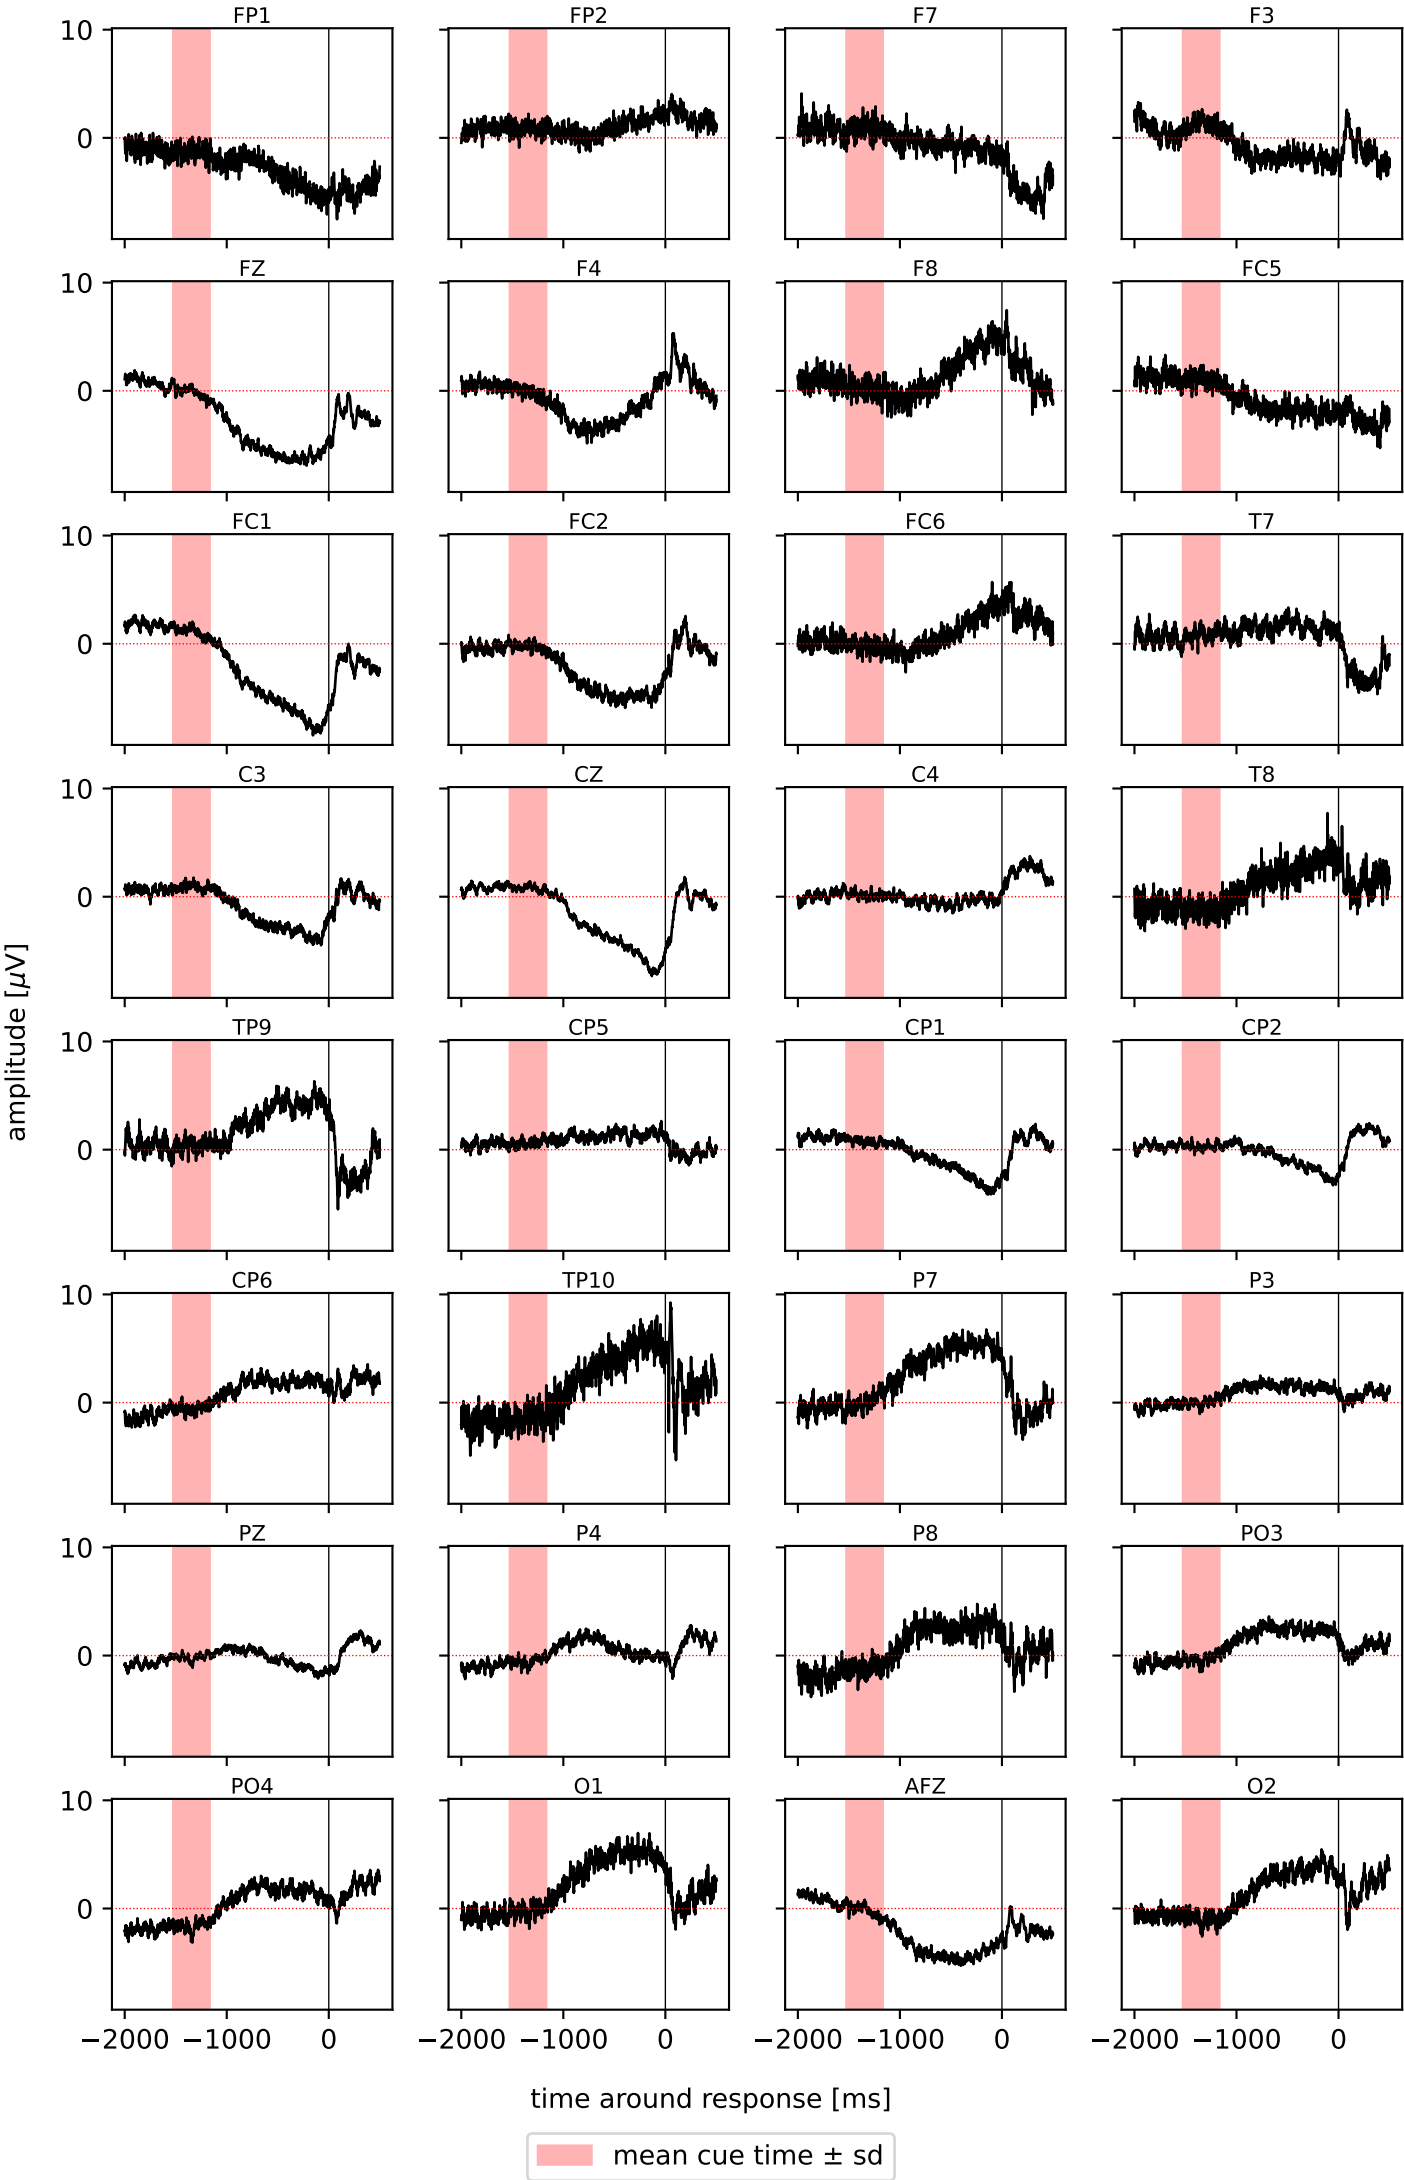 FP1 FP2 F7 F3
10
0
FZ F4 F8 FC5
10
0
FC1 FC2 FC6 T7
10
0
C3 CZ C4 T8
10
0
amplitude [μV]
TP9 CP5 CP1 CP2
10
0
CP6 TP10 P7 P3
10
0
PZ P4 P8 PO3
10
0
PO4 O1 AFZ O2
10
0
−2000 −1000 0 −2000 −1000 0 −2000 −1000 0 −2000 −1000 0
time around response [ms]
mean cue time ± sd